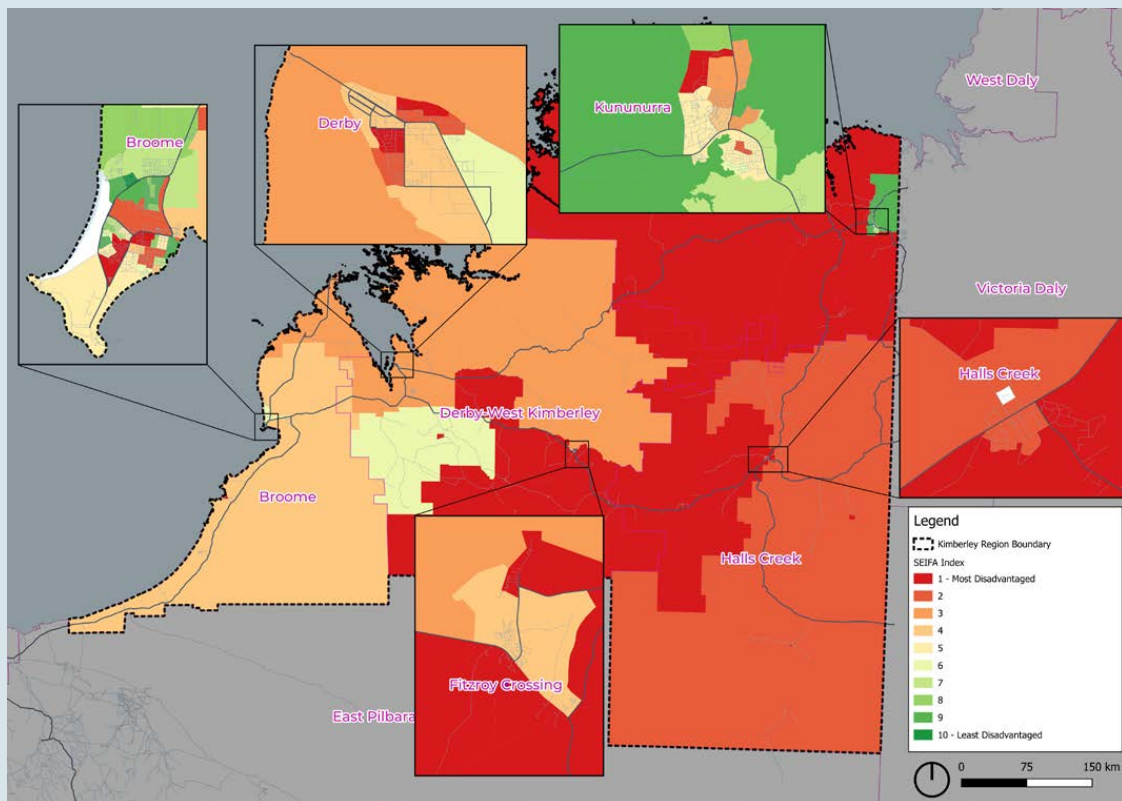 West Daly
Kununurra
Derby
Broome
Victoria Daly
Halls Creek
Derby-West Kimberley
Broome
Halls Creek
Fitzroy Crossing
East Pilbara
Legend
Kimberley Region Boundary
SEIFA Index
1 - Most Disadvantaged
2
3
4
5
6
7
8
9
10 - Least Disadvantaged
0 75 150 km